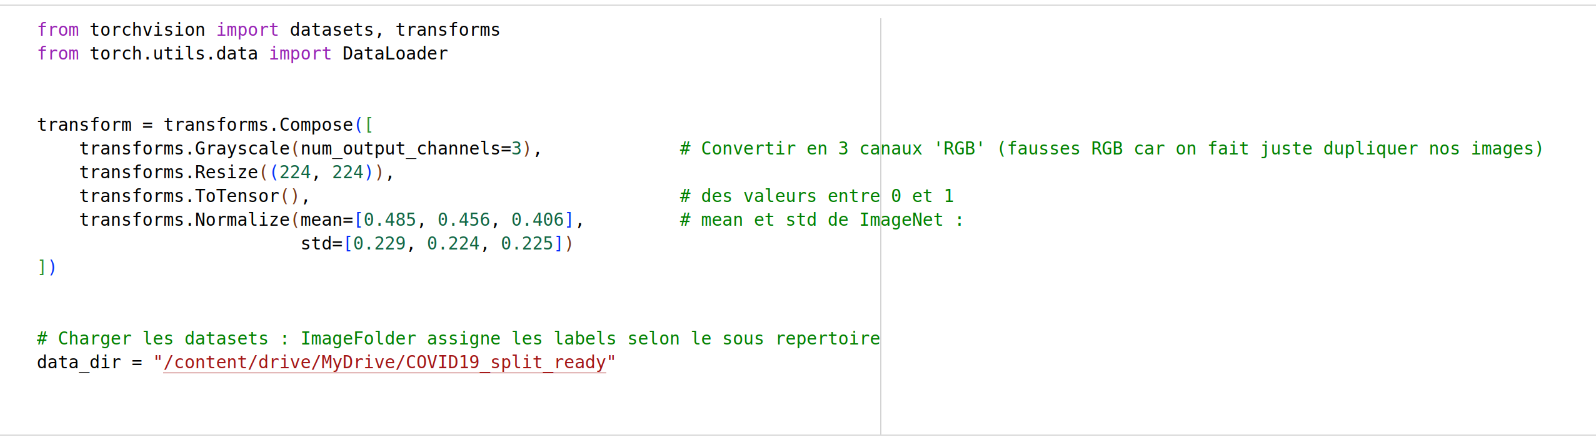 from torchvision import datasets, transforms
from torch.utils.data import DataLoader
transform = transforms.Compose([
    transforms.Grayscale(num_output_channels=3),             # Convertir en 3 canaux 'RGB' (fausses RGB car on fait juste dupliquer nos images)
    transforms.Resize((224, 224)),
    transforms.ToTensor(),                                   # des valeurs entre 0 et 1
    transforms.Normalize(mean=[0.485, 0.456, 0.406],         # mean et std de ImageNet :
                         std=[0.229, 0.224, 0.225])
])
# Charger les datasets : ImageFolder assigne les labels selon le sous repertoire
data_dir = "/content/drive/MyDrive/COVID19_split_ready"